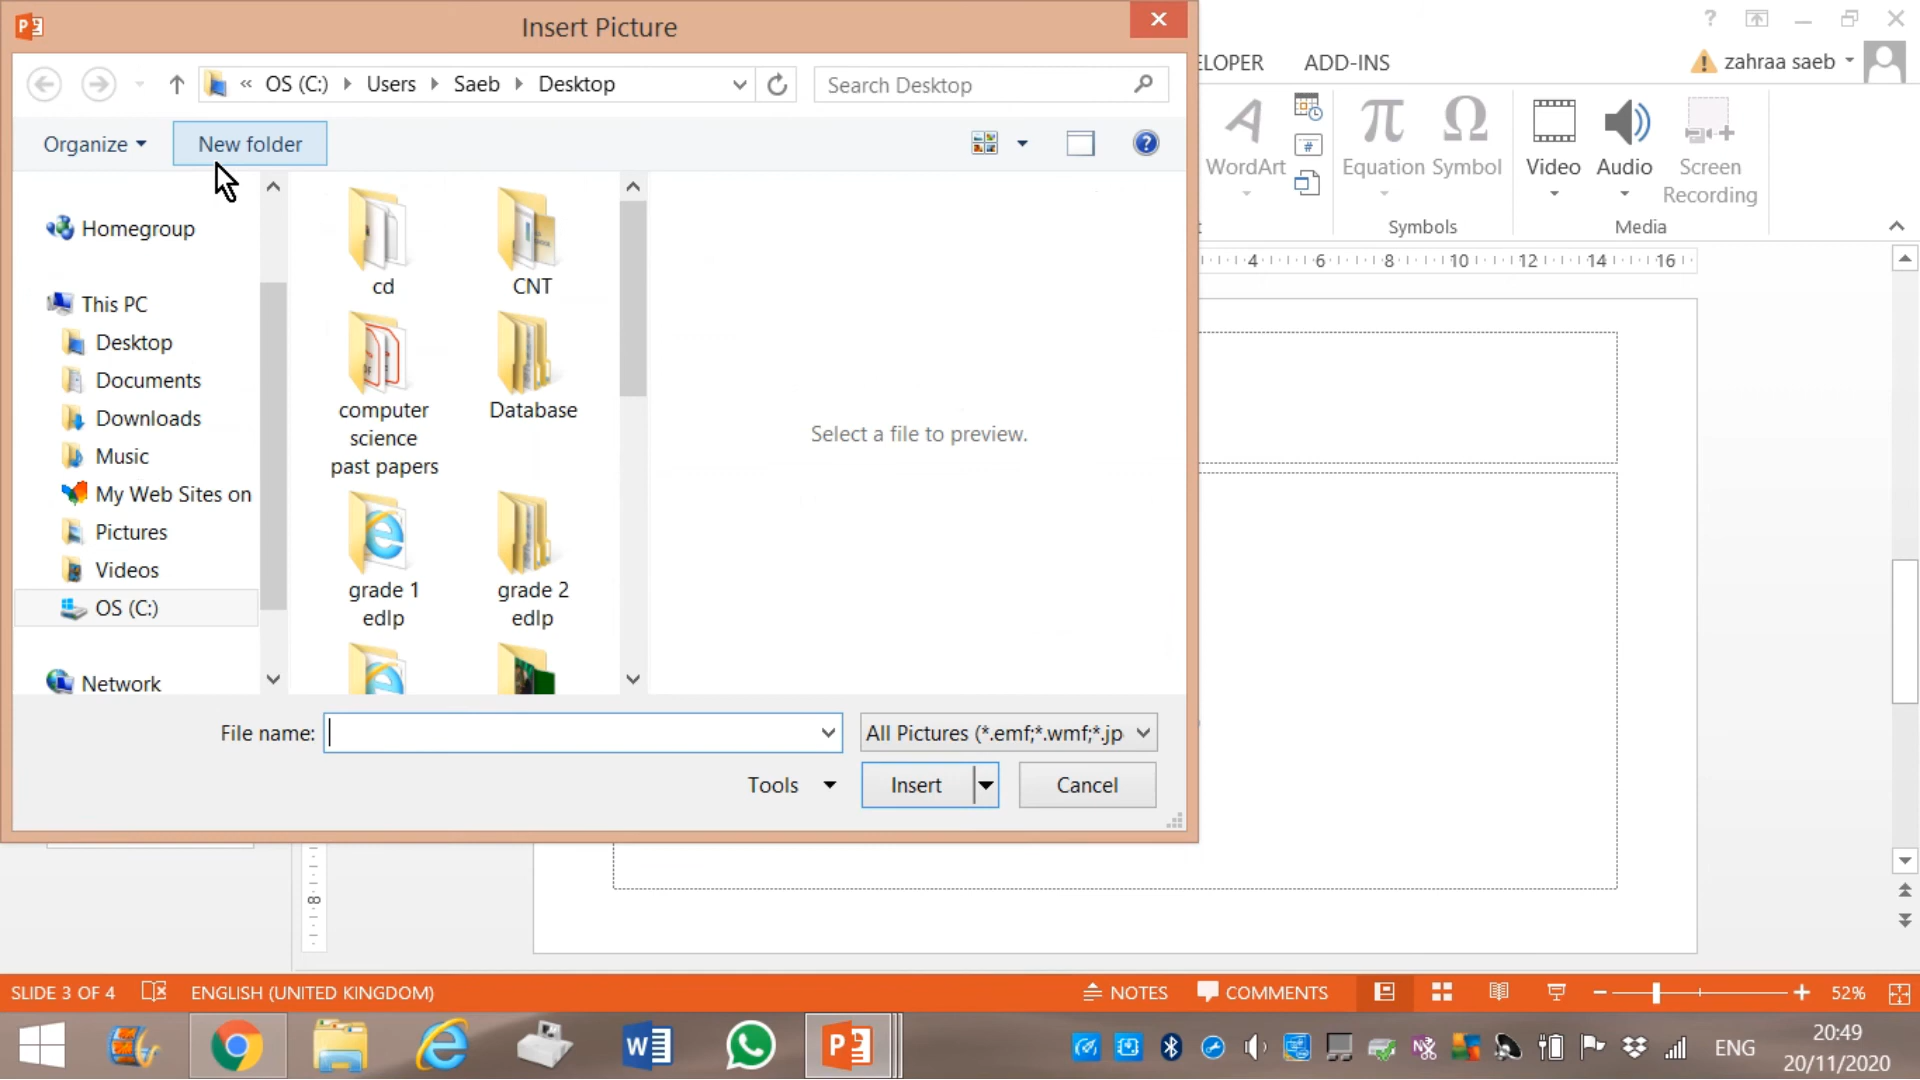 Insert Picture
« OS (C:) Users Saeb Desktop
Search Desktop
Organize
New folder
Homegroup
This PC
Desktop
Documents
Downloads
Music
My Web Sites on
Pictures
Videos
OS (C:)
Network
cd
CNT
computer
science
past papers
Database
grade 1
edlp
grade 2
edlp
Select a file to preview.
File name:
All Pictures (*.emf;*.wmf;*.jp
Tools
Insert
Cancel
ELOPER
ADD-INS
zahraa saeb
WordArt
Equation
Symbol
Video
Audio
Screen
Recording
Symbols
Media
4 6 8 10 12 14 16
8
SLIDE 3 OF 4
ENGLISH (UNITED KINGDOM)
NOTES
COMMENTS
52%
ENG
20:49
20/11/2020